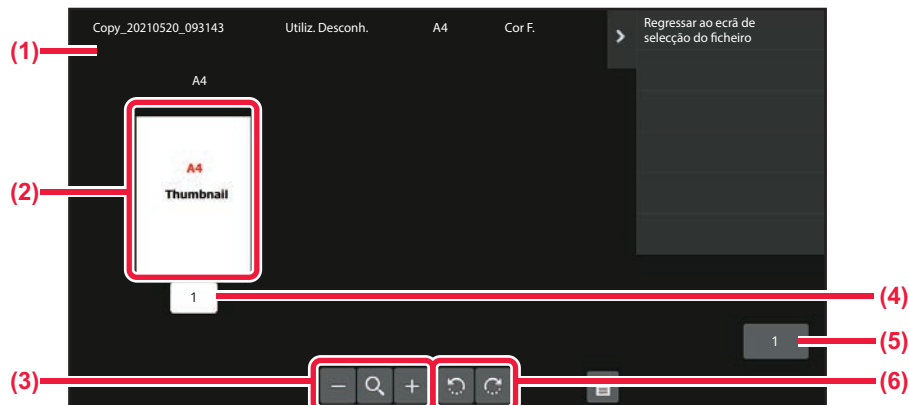 Copy_20210520_093143 Utiliz. Desconh. A4 Cor F.
Regressar ao ecrã de
selecção do ficheiro
(1)
A4
(2)
A4
Thumbnail
1
(4)
1
(5)
(3)
(6)